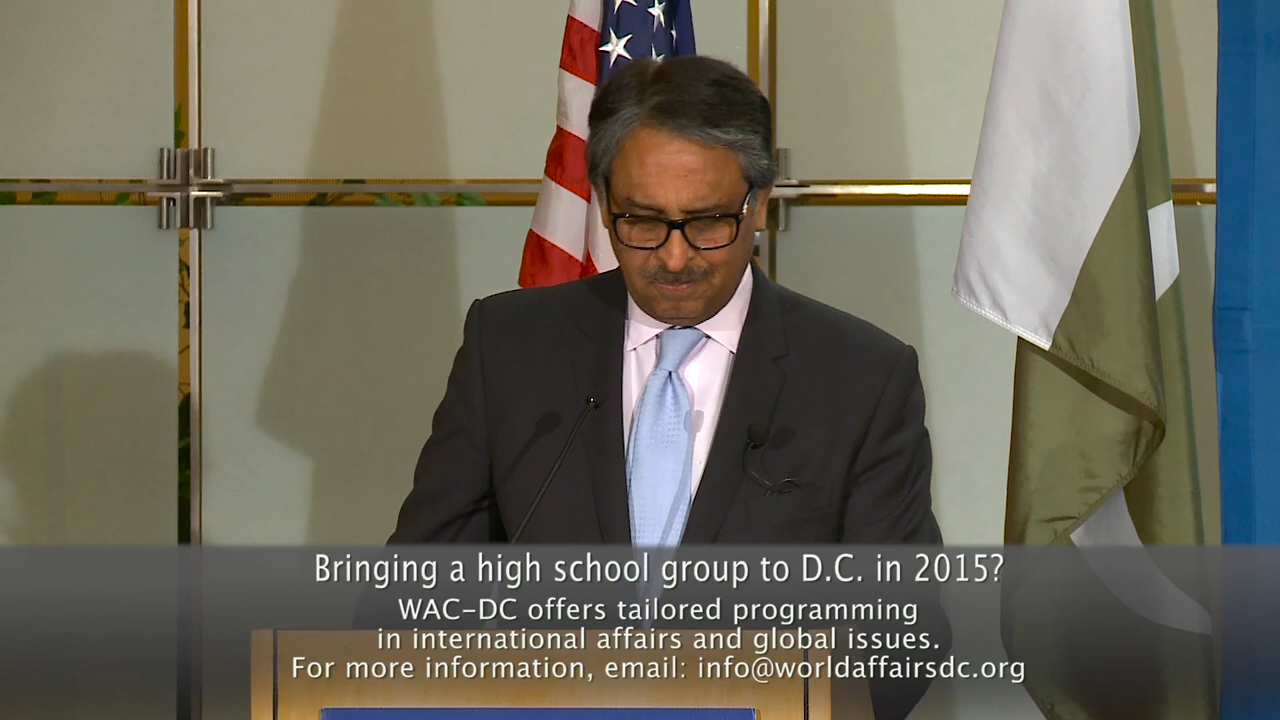 Bringing a high school group to D.C. in 2015?
WAC-DC offers tailored programming
in international affairs and global issues.
For more information, email: info@worldaffairsdc.org